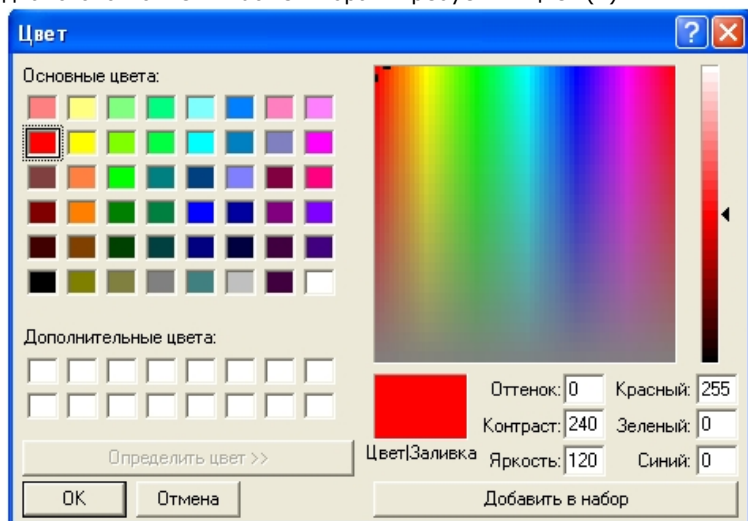 Цвет
Основные цвета:
Дополнительные цвета:
Определить цвет >>
OK
Отмена
Цвет|Заливка
Оттенок: 0
Красный: 255
Контраст: 240
Зеленый: 0
Яркость: 120
Синий: 0
Добавить в набор